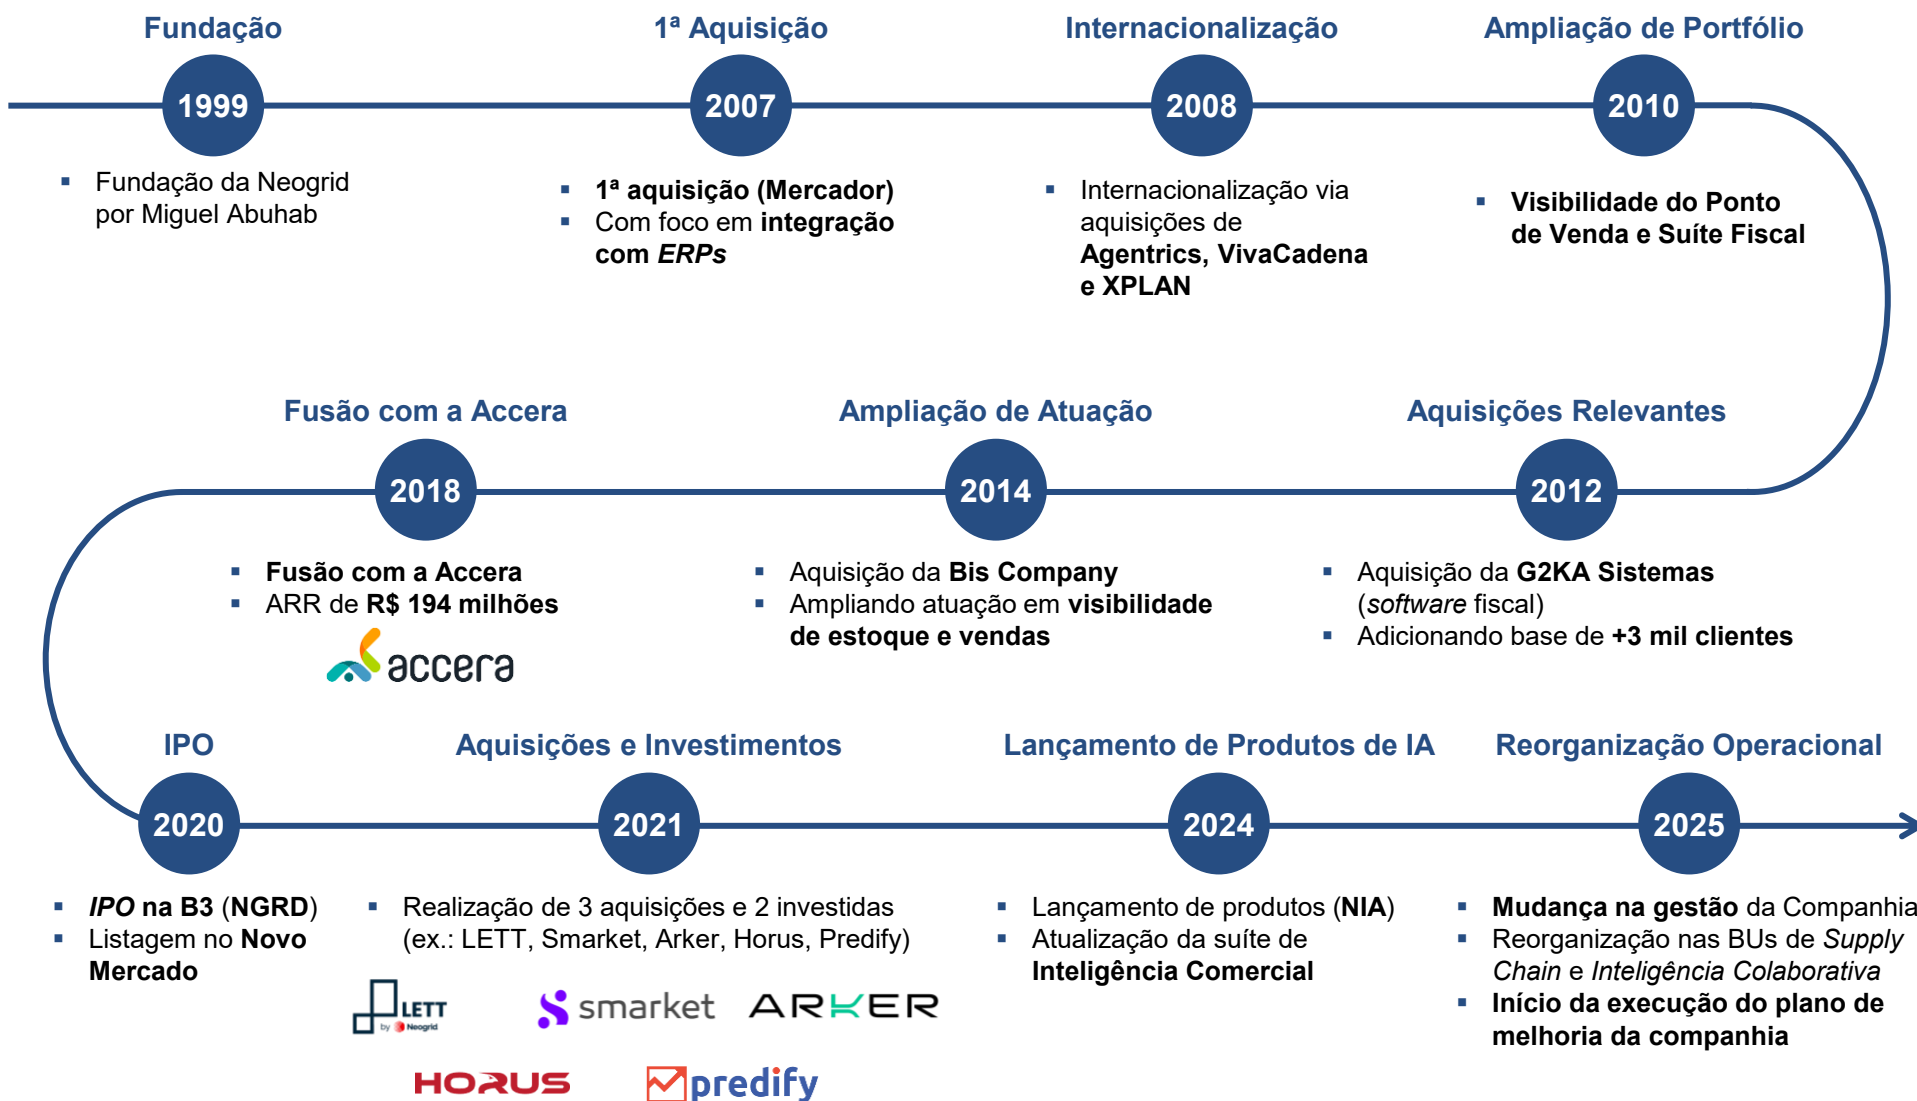 Fundação
1999
▪ Fundação da Neogrid
por Miguel Abuhab
1ª Aquisição
2007
▪ 1ª aquisição (Mercador)
▪ Com foco em integração
com ERPs
Internacionalização
2008
▪ Internacionalização via
aquisições de
Agentrics, VivaCadena
e XPLAN
Ampliação de Portfólio
2010
▪ Visibilidade do Ponto
de Venda e Suíte Fiscal
Aquisições Relevantes
2012
▪ Aquisição da G2KA Sistemas
(software fiscal)
▪ Adicionando base de +3 mil clientes
Ampliação de Atuação
2014
▪ Aquisição da Bis Company
▪ Ampliando atuação em visibilidade
de estoque e vendas
Fusão com a Accera
2018
▪ Fusão com a Accera
▪ ARR de R$ 194 milhões
accera
IPO
2020
▪ IPO na B3 (NGRD)
▪ Listagem no Novo
Mercado
Aquisições e Investimentos
2021
▪ Realização de 3 aquisições e 2 investidas
(ex.: LETT, Smarket, Arker, Horus, Predify)
LETT
by Neogrid
smarket
ARKER
HORUS
predify
Lançamento de Produtos de IA
2024
▪ Lançamento de produtos (NIA)
▪ Atualização da suíte de
Inteligência Comercial
Reorganização Operacional
2025
▪ Mudança na gestão da Companhia
▪ Reorganização nas BUs de Supply
Chain e Inteligência Colaborativa
▪ Início da execução do plano de
melhoria da companhia